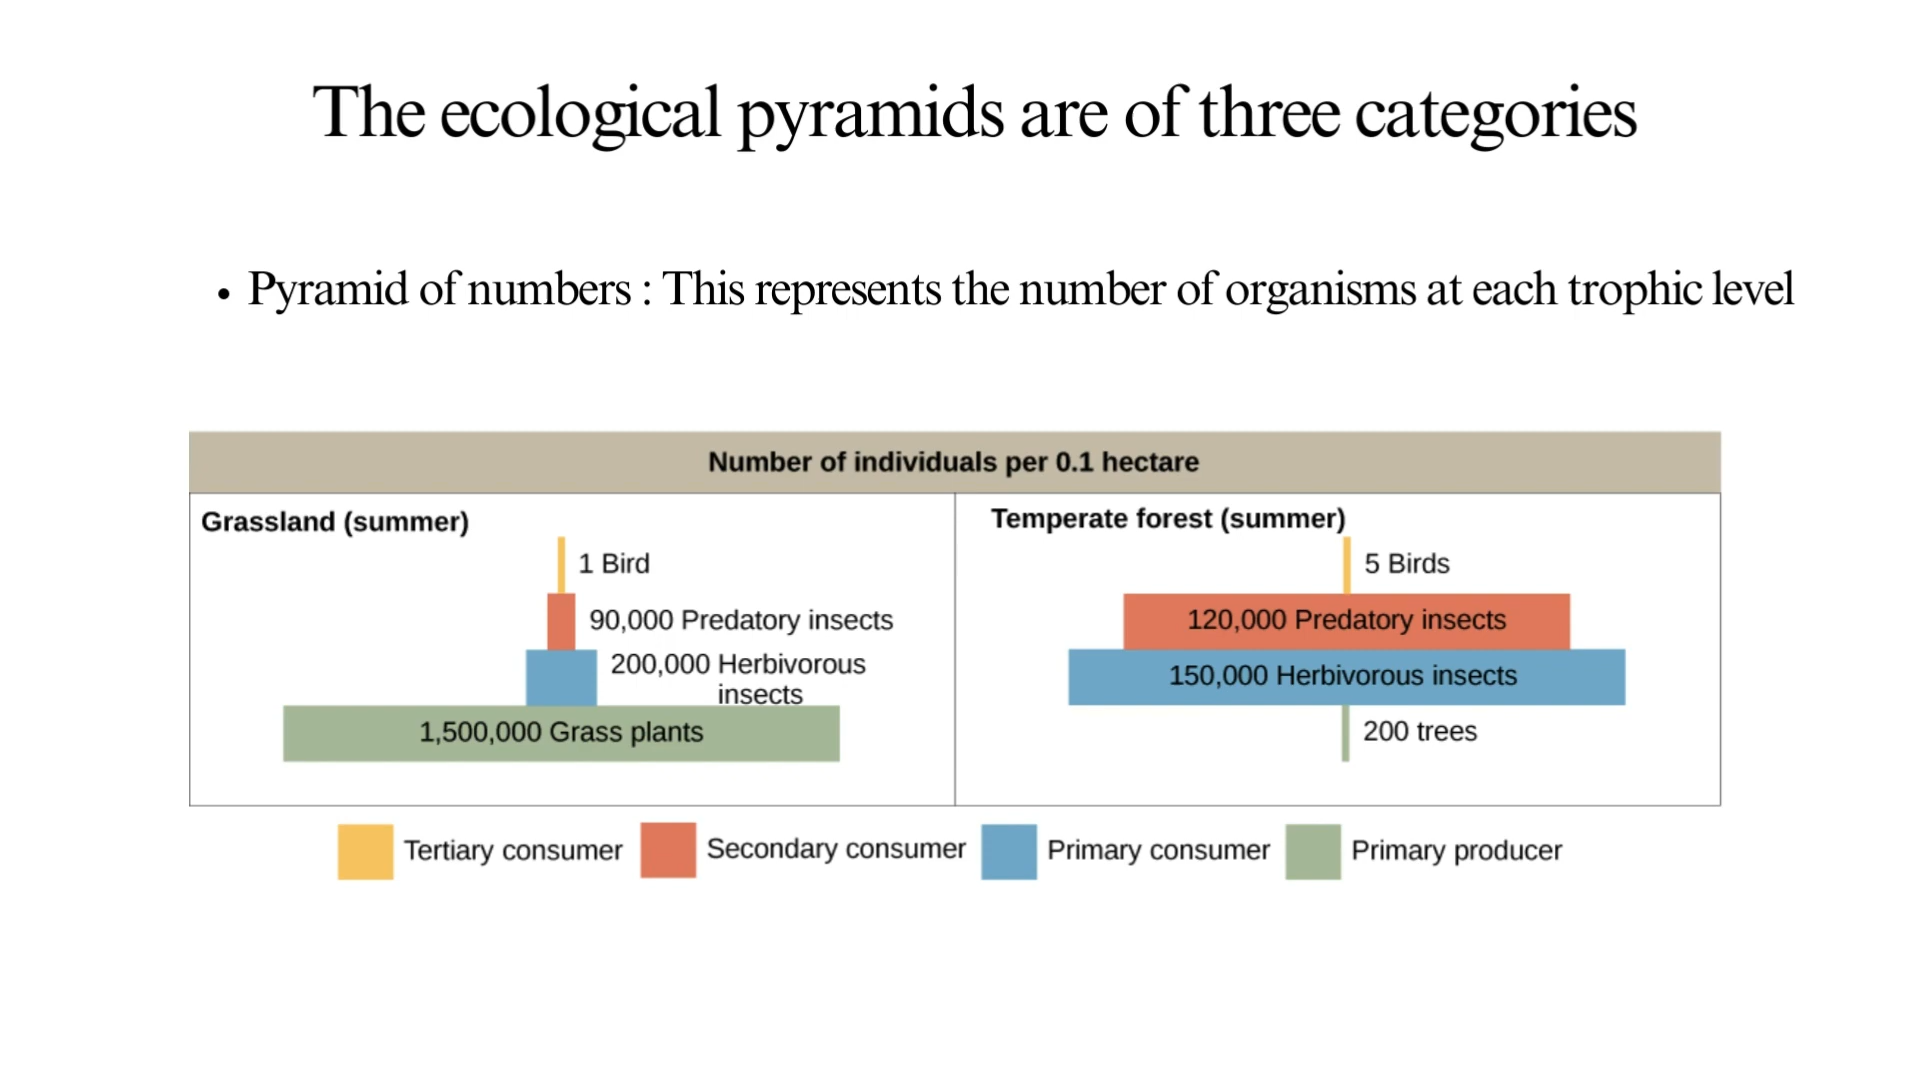 The ecological pyramids are of three categories
• Pyramid of numbers : This represents the number of organisms at each trophic level
Number of individuals per 0.1 hectare
Grassland (summer)
1 Bird
90,000 Predatory insects
200,000 Herbivorous
insects
1,500,000 Grass plants
Temperate forest (summer)
5 Birds
120,000 Predatory insects
150,000 Herbivorous insects
200 trees
Tertiary consumer
Secondary consumer
Primary consumer
Primary producer